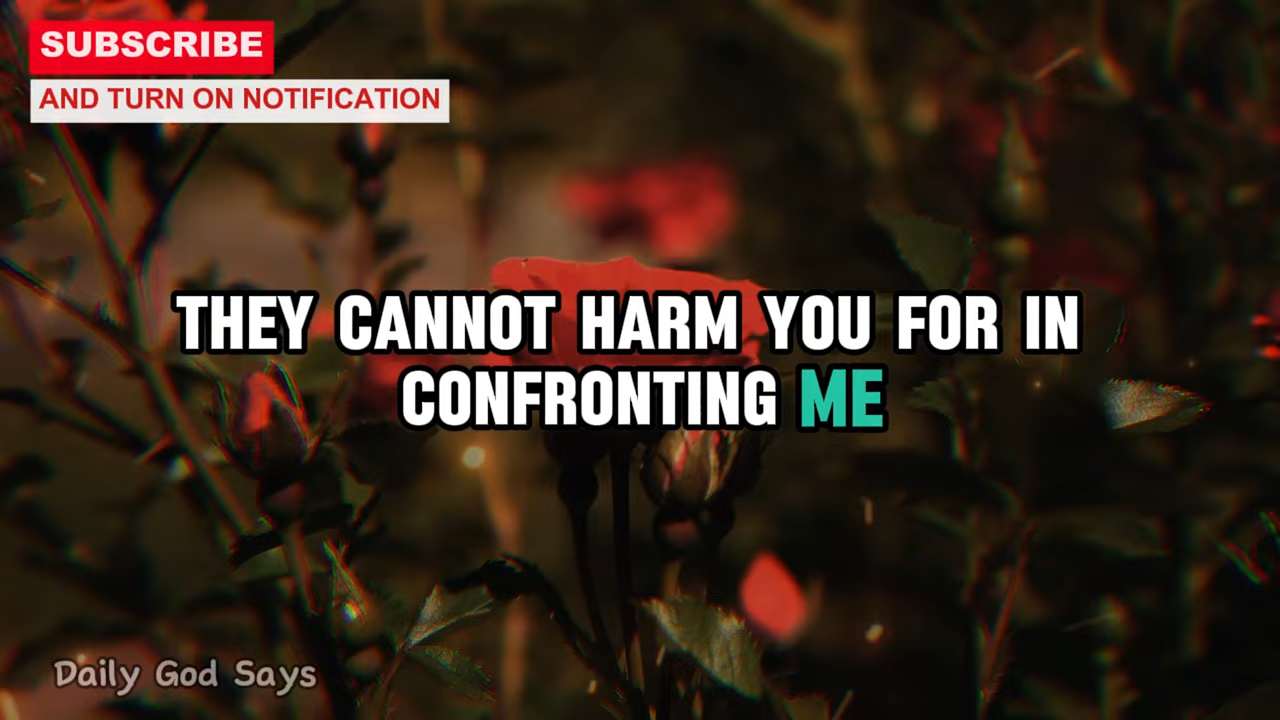 SUBSCRIBE
AND TURN ON NOTIFICATION
THEY CANNOT HARM YOU FOR IN
CONFRONTING ME
Daily God Says